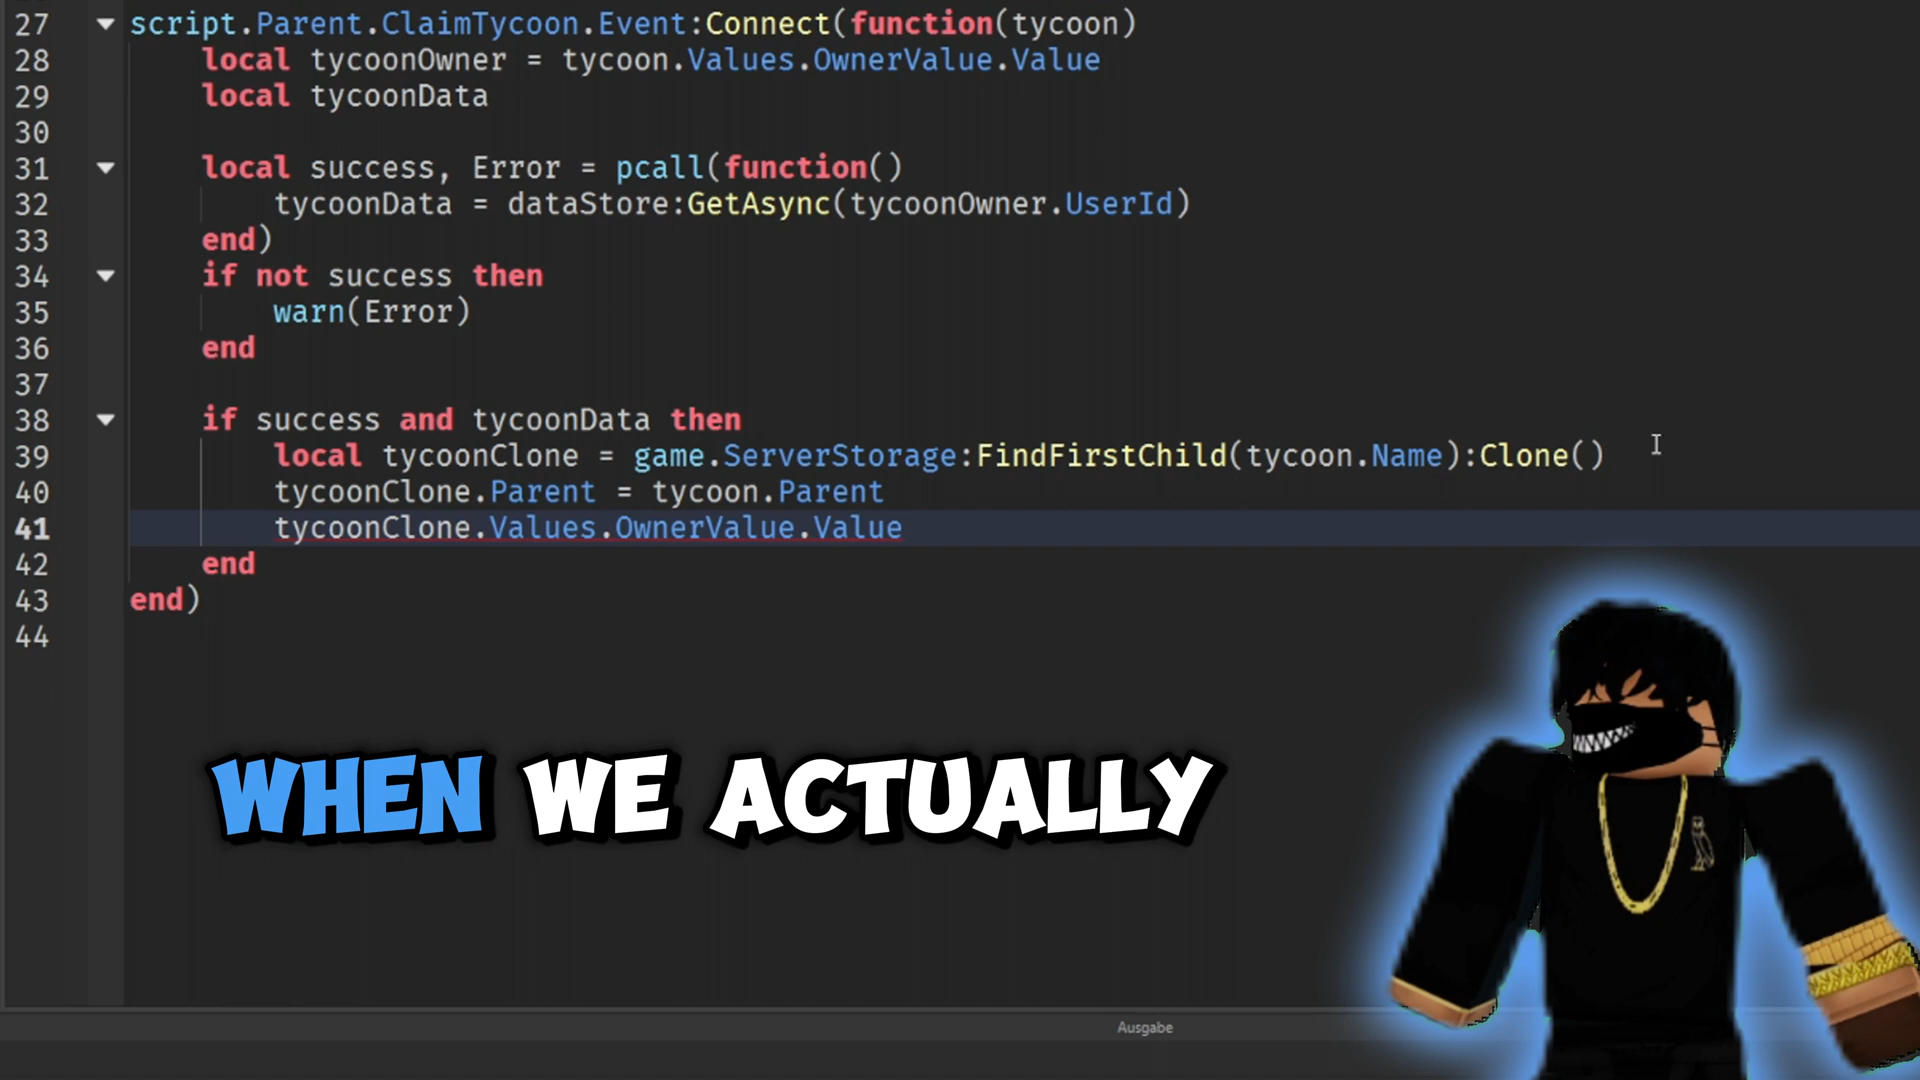 27 script.Parent.ClaimTycoon.Event:Connect(function(tycoon)
28 local tycoonOwner = tycoon.Values.OwnerValue.Value
29 local tycoonData
30
31 local success, Error = pcall(function()
32 tycoonData = dataStore:GetAsync(tycoonOwner.UserId)
33 end)
34 if not success then
35 warn(Error)
36 end
37
38 if success and tycoonData then
39 local tycoonClone = game.ServerStorage:FindFirstChild(tycoon.Name):Clone()
40 tycoonClone.Parent = tycoon.Parent
41 tycoonClone.Values.OwnerValue.Value
42 end
43 end)
44
WHEN WE ACTUALLY
Ausgabe